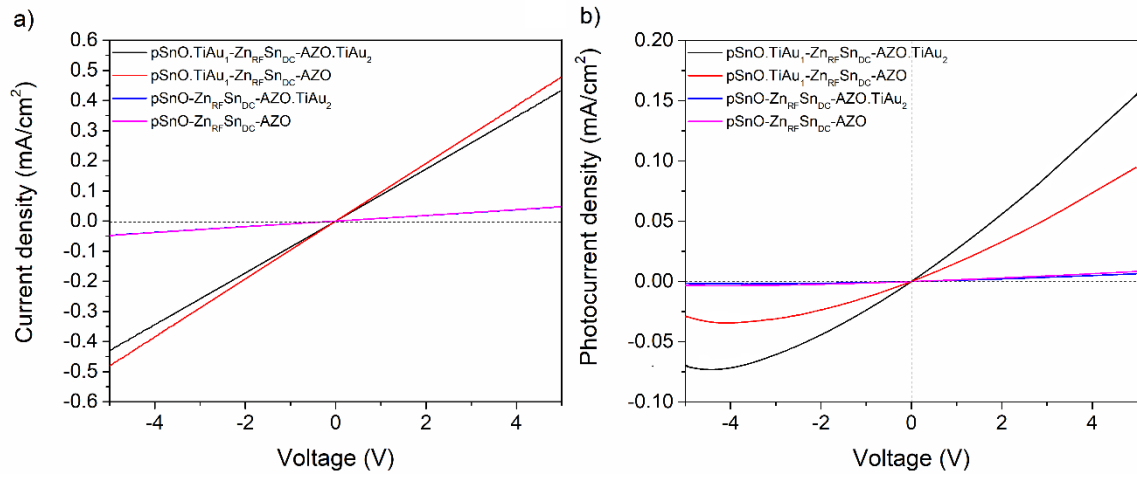 a)
Current density (mA/cm²)
0.6
0.5
0.4
0.3
0.2
0.1
0.0
-0.1
-0.2
-0.3
-0.4
-0.5
-0.6
pSnO.TiAu₁-ZnRFSnDC-AZO.TiAu₂
pSnO.TiAu₁-ZnRFSnDC-AZO
pSnO-ZnRFSnDC-AZO.TiAu₂
pSnO-ZnRFSnDC-AZO
-4 -2 0 2 4
Voltage (V)
b)
Photocurrent density (mA/cm²)
0.20
0.15
0.10
0.05
0.00
-0.05
-0.10
pSnO.TiAu₁-ZnRFSnDC-AZO.TiAu₂
pSnO.TiAu₁-ZnRFSnDC-AZO
pSnO-ZnRFSnDC-AZO.TiAu₂
pSnO-ZnRFSnDC-AZO
-4 -2 0 2 4
Voltage (V)